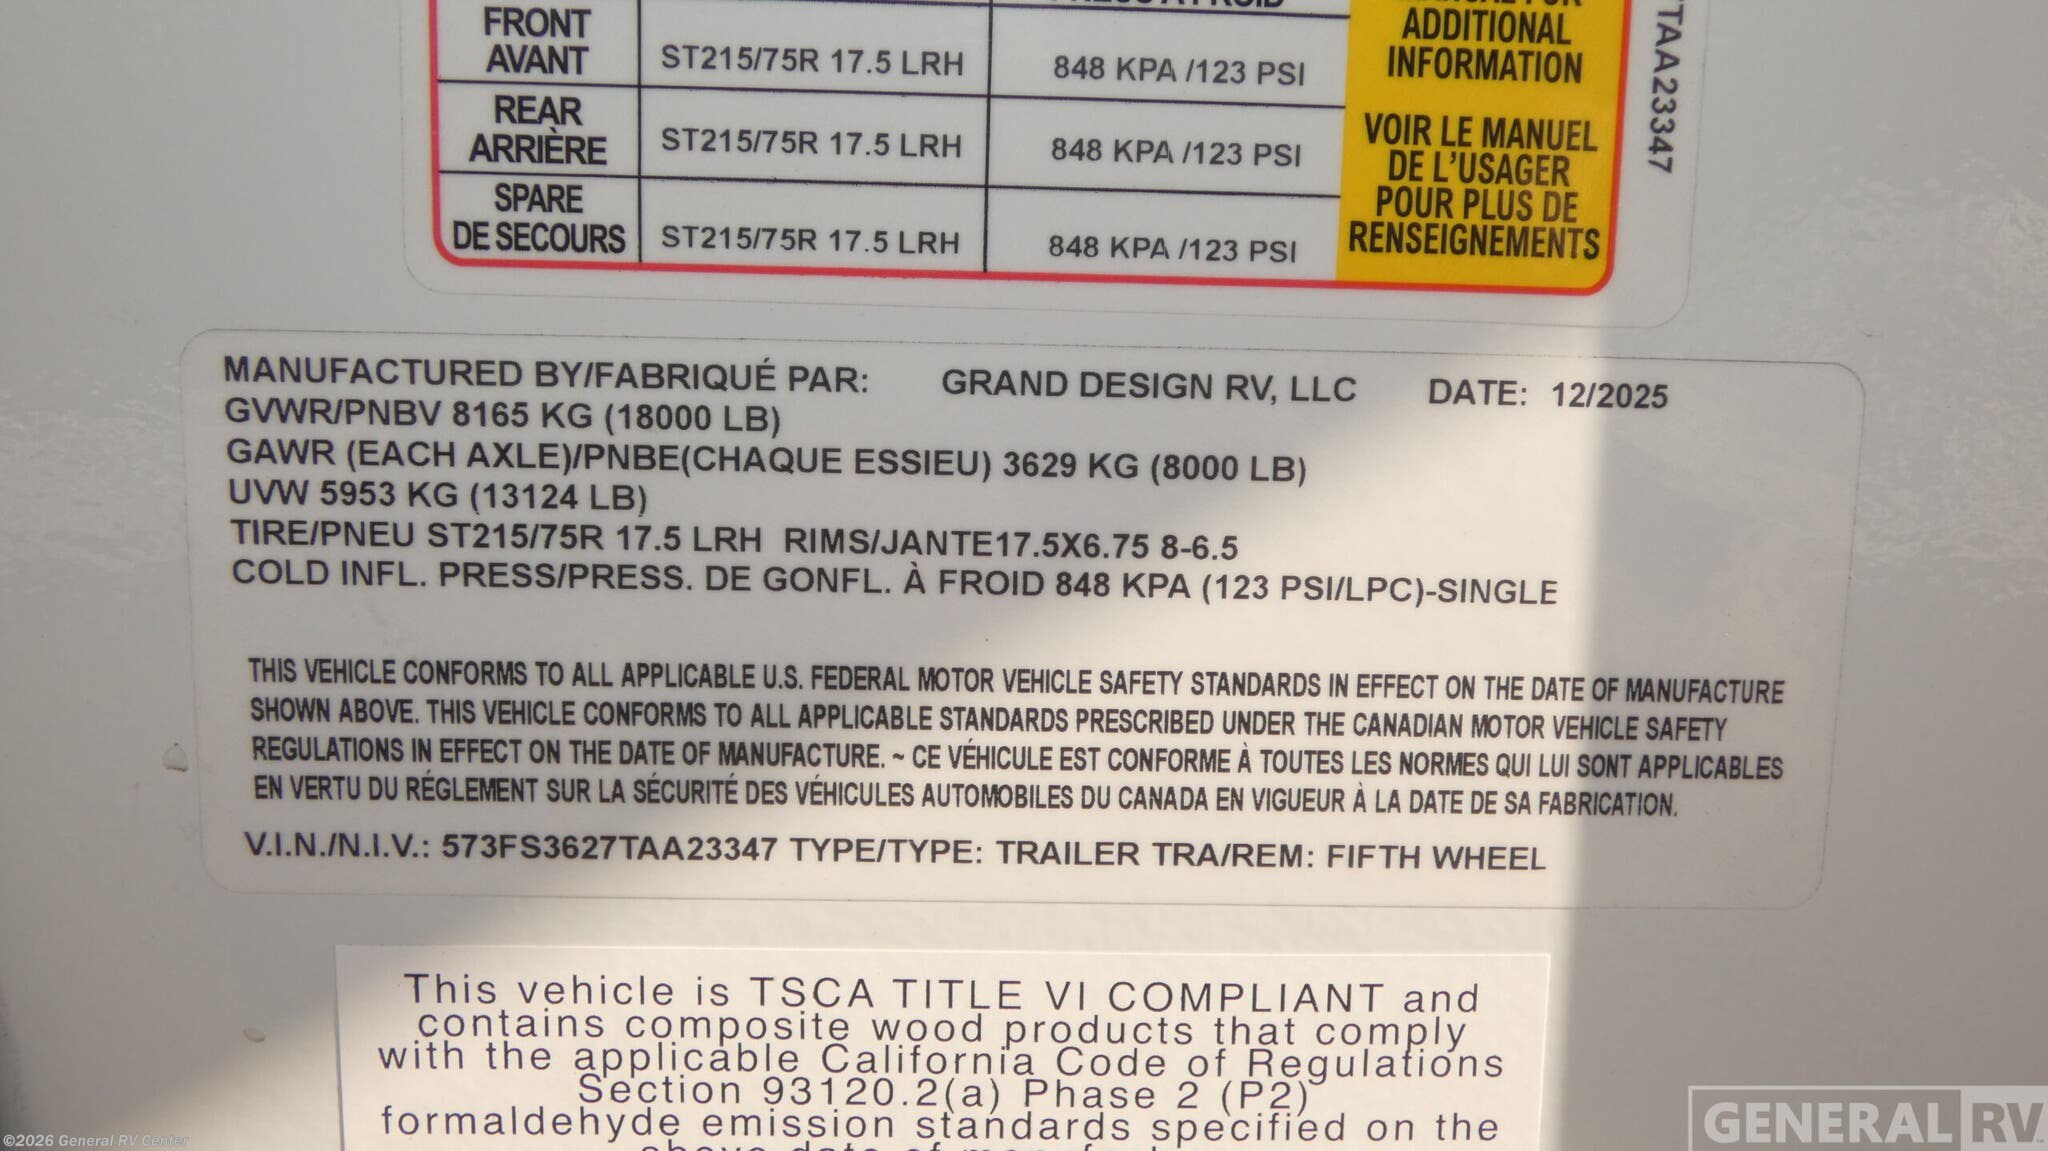 FRONT
AVANT
ST215/75R 17.5 LRH
848 KPA /123 PSI
REAR
ARRIÈRE
ST215/75R 17.5 LRH
848 KPA /123 PSI
SPARE
DE SECOURS
ST215/75R 17.5 LRH
848 KPA /123 PSI
ADDITIONAL
INFORMATION
VOIR LE MANUEL
DE L'USAGER
POUR PLUS DE
RENSEIGNEMENTS
TAA23347
MANUFACTURED BY/FABRIQUÉ PAR: GRAND DESIGN RV, LLC DATE: 12/2025
GVWR/PNBV 8165 KG (18000 LB)
GAWR (EACH AXLE)/PNBE(CHAQUE ESSIEU) 3629 KG (8000 LB)
UVW 5953 KG (13124 LB)
TIRE/PNEU ST215/75R 17.5 LRH RIMS/JANTE17.5X6.75 8-6.5
COLD INFL. PRESS/PRESS. DE GONFL. À FROID 848 KPA (123 PSI/LPC)-SINGLE
THIS VEHICLE CONFORMS TO ALL APPLICABLE U.S. FEDERAL MOTOR VEHICLE SAFETY STANDARDS IN EFFECT ON THE DATE OF MANUFACTURE
SHOWN ABOVE. THIS VEHICLE CONFORMS TO ALL APPLICABLE STANDARDS PRESCRIBED UNDER THE CANADIAN MOTOR VEHICLE SAFETY
REGULATIONS IN EFFECT ON THE DATE OF MANUFACTURE. ~ CE VÉHICULE EST CONFORME À TOUTES LES NORMES QUI LUI SONT APPLICABLES
EN VERTU DU RÉGLEMENT SUR LA SÉCURITÉ DES VÉHICULES AUTOMOBILES DU CANADA EN VIGUEUR À LA DATE DE SA FABRICATION.
V.I.N./N.I.V.: 573FS3627TAA23347 TYPE/TYPE: TRAILER TRA/REM: FIFTH WHEEL
This vehicle is TSCA TITLE VI COMPLIANT and
contains composite wood products that comply
with the applicable California Code of Regulations
Section 93120.2(a) Phase 2 (P2)
formaldehyde emission standards specified on the
©2026 General RV Center
GENERAL RV